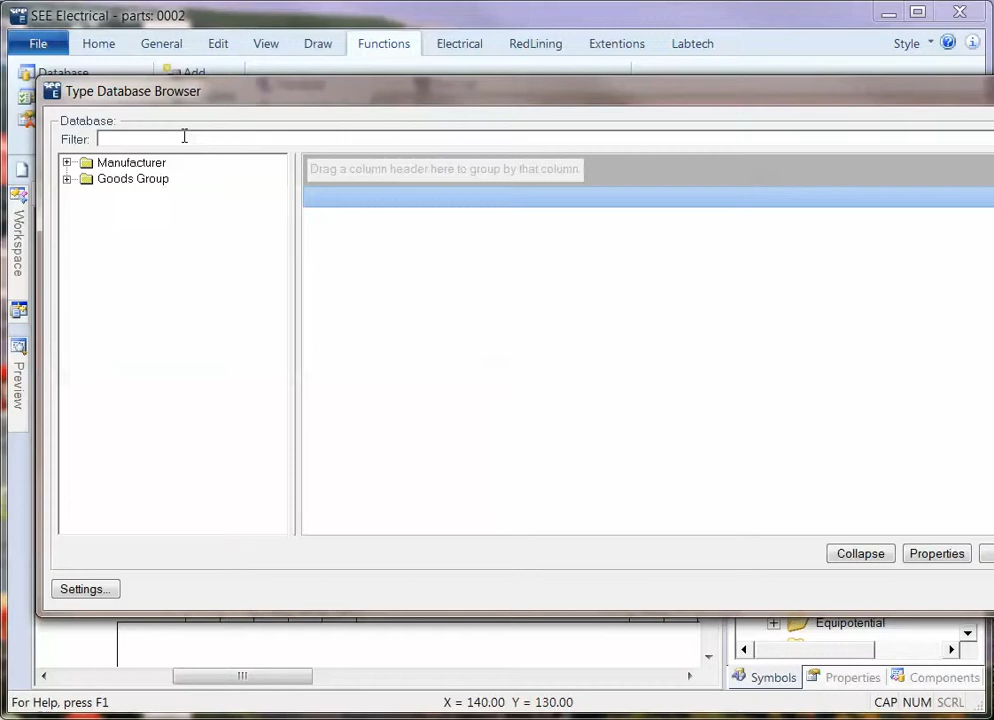 SEE Electrical - parts: 0002
File Home General Edit View Draw Functions Electrical RedLining Extentions Labtech Style
Database Add
Type Database Browser
Database:
Filter:
Manufacturer
Goods Group
Drag a column header here to group by that column.
Workspace
Preview
Collapse Properties
Settings...
Equipotential
Symbols Properties Components
For Help, press F1 X = 140.00 Y = 130.00 CAP NUM SCRL